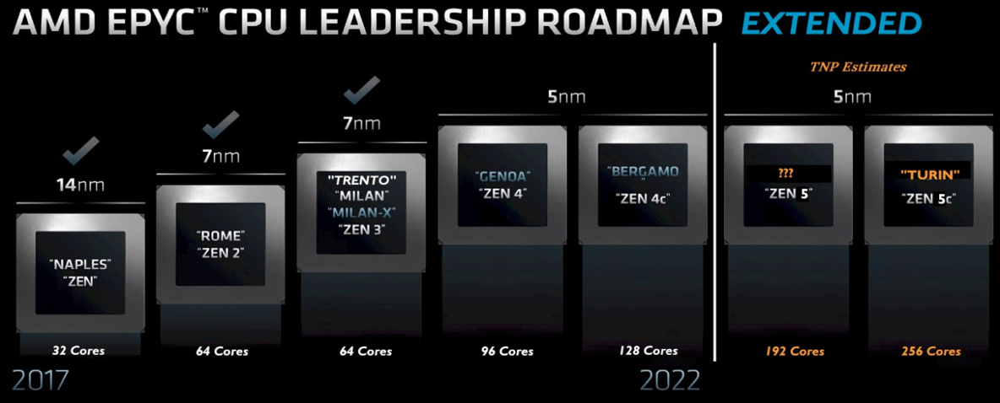 AMD EPYC™ CPU LEADERSHIP ROADMAP EXTENDED
TNP Estimates
14nm
7nm
7nm
5nm
5nm
"NAPLES"
"ZEN"
"ROME"
"ZEN 2"
"TRENTO"
"MILAN"
"MILAN-X"
"ZEN 3"
"GENOA"
"ZEN 4"
"BERGAMO
"
"ZEN 4c"
???
"ZEN 5"
"TURIN"
"ZEN 5c"
32 Cores
64 Cores
64 Cores
96 Cores
128 Cores
192 Cores
256 Cores
2017
2022